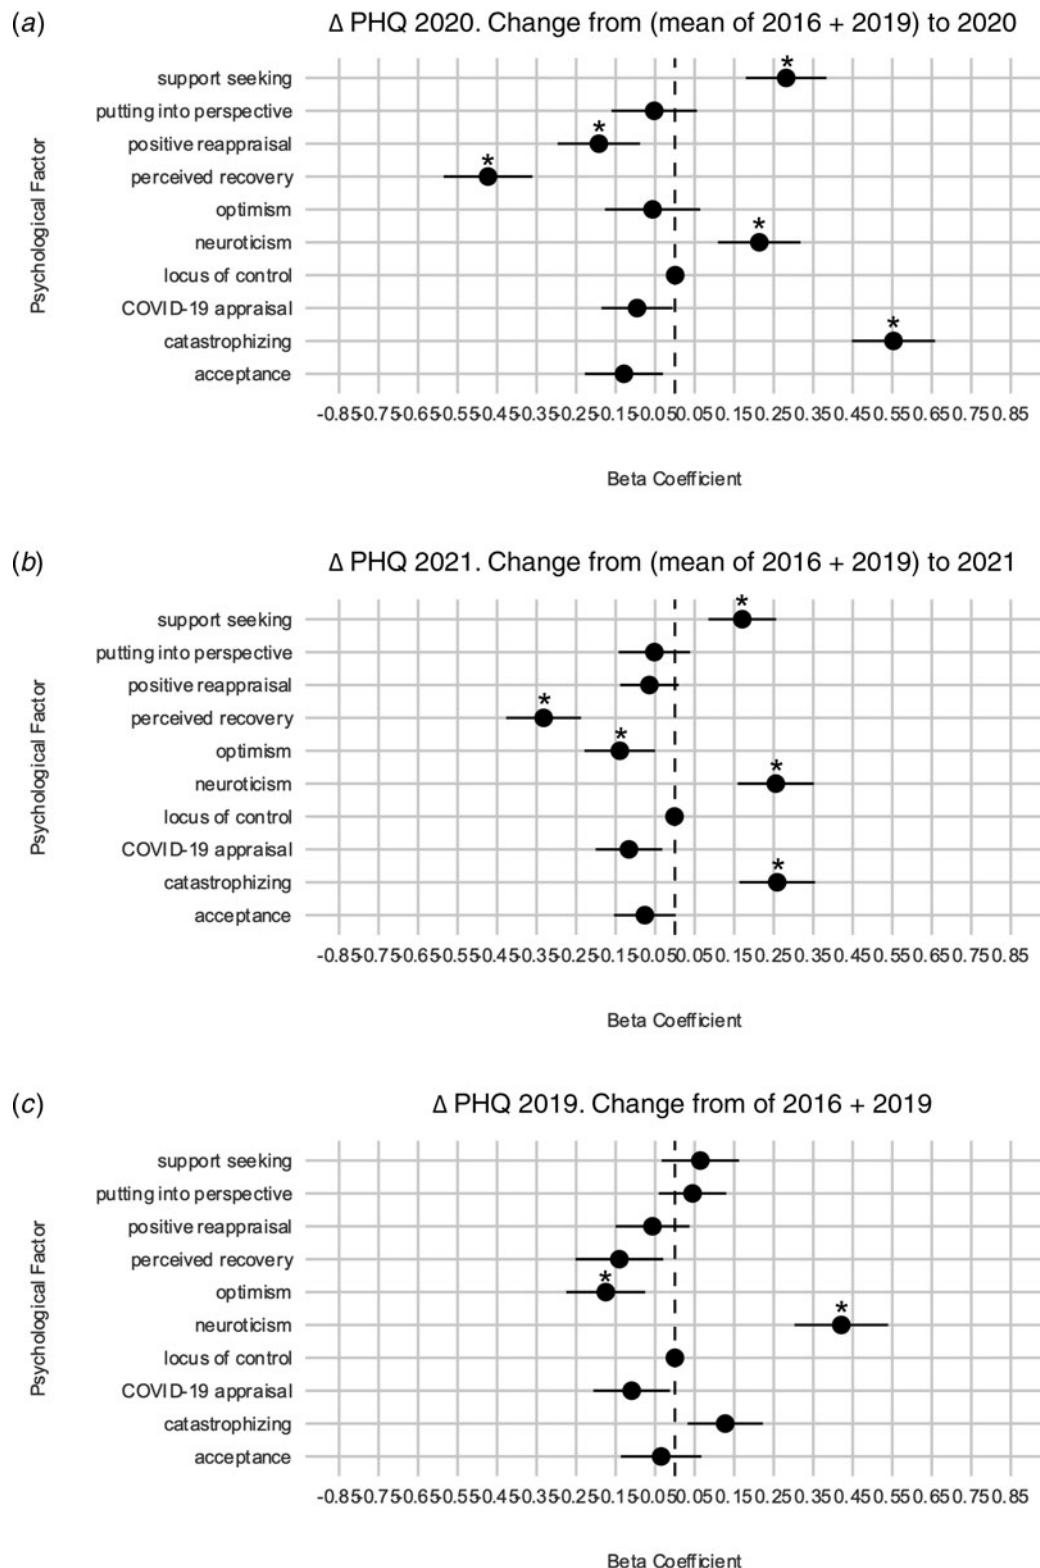 (a) Δ PHQ 2020. Change from (mean of 2016 + 2019) to 2020
Psychological Factor
support seeking *
putting into perspective
positive reappraisal *
perceived recovery *
optimism
neuroticism *
locus of control
COVID-19 appraisal
catastrophizing *
acceptance
-0.85 -0.75 -0.65 -0.55 -0.45 -0.35 -0.25 -0.15 -0.05 0.05 0.15 0.25 0.35 0.45 0.55 0.65 0.75 0.85
Beta Coefficient
(b) Δ PHQ 2021. Change from (mean of 2016 + 2019) to 2021
Psychological Factor
support seeking *
putting into perspective
positive reappraisal
perceived recovery *
optimism *
neuroticism *
locus of control
COVID-19 appraisal
catastrophizing *
acceptance
-0.85 -0.75 -0.65 -0.55 -0.45 -0.35 -0.25 -0.15 -0.05 0.05 0.15 0.25 0.35 0.45 0.55 0.65 0.75 0.85
Beta Coefficient
(c) Δ PHQ 2019. Change from of 2016 + 2019
Psychological Factor
support seeking
putting into perspective
positive reappraisal
perceived recovery
optimism *
neuroticism *
locus of control
COVID-19 appraisal
catastrophizing
acceptance
-0.85 -0.75 -0.65 -0.55 -0.45 -0.35 -0.25 -0.15 -0.05 0.05 0.15 0.25 0.35 0.45 0.55 0.65 0.75 0.85
Beta Coefficient